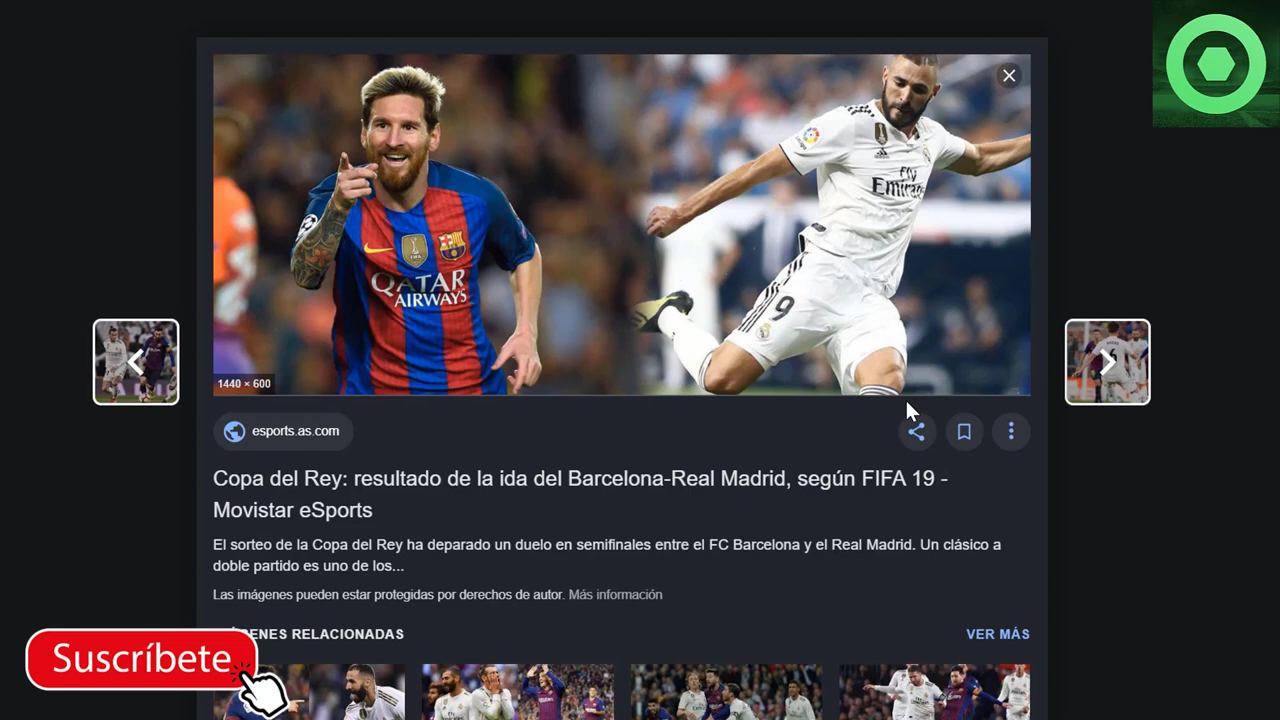 QATAR
AIRWAYS
Fly
Emirates
9
1440 × 600
esports.as.com
Copa del Rey: resultado de la ida del Barcelona-Real Madrid, según FIFA 19 -
Movistar eSports
El sorteo de la Copa del Rey ha deparado un duelo en semifinales entre el FC Barcelona y el Real Madrid. Un clásico a
doble partido es uno de los...
Las imágenes pueden estar protegidas por derechos de autor. Más información
ENES RELACIONADAS
VER MÁS
Suscríbete